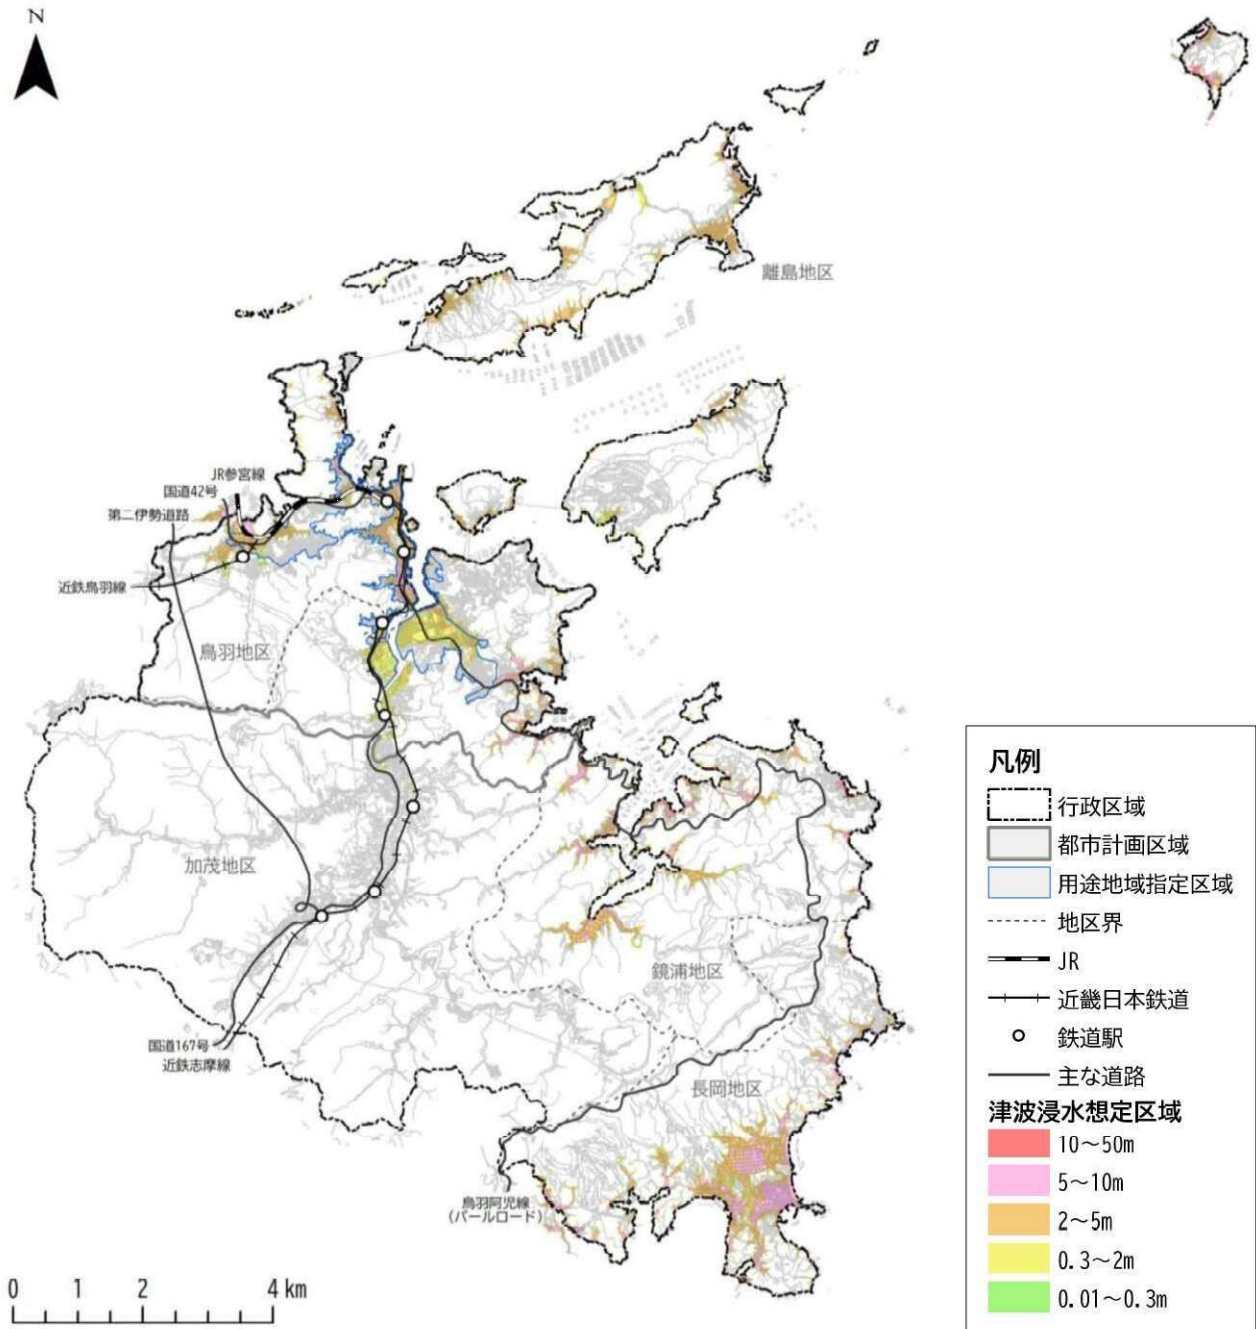 N
離島地区
JR参宮線
国道42号
第二伊勢道路
近鉄鳥羽線
鳥羽地区
加茂地区
鏡浦地区
国道167号
近鉄志摩線
長岡地区
鳥羽阿児線
(パールロード)
0 1 2 4 km
凡例
行政区域
都市計画区域
用途地域指定区域
地区界
JR
近畿日本鉄道
鉄道駅
主な道路
津波浸水想定区域
10～50m
5～10m
2～5m
0.3～2m
0.01～0.3m